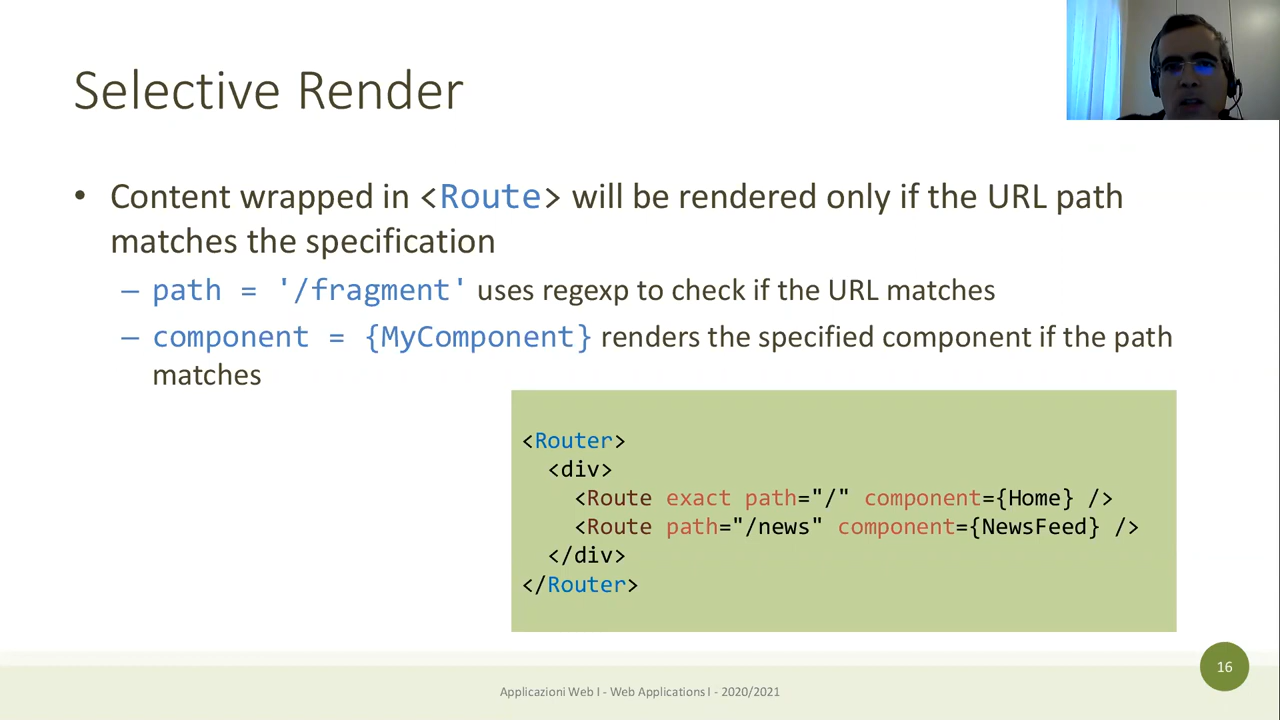 Selective Render
• Content wrapped in <Route> will be rendered only if the URL path
matches the specification
– path = '/fragment' uses regexp to check if the URL matches
– component = {MyComponent} renders the specified component if the path
matches
<Router>
<div>
<Route exact path="/" component={Home} />
<Route path="/news" component={NewsFeed} />
</div>
</Router>
16
Applicazioni Web I - Web Applications I - 2020/2021